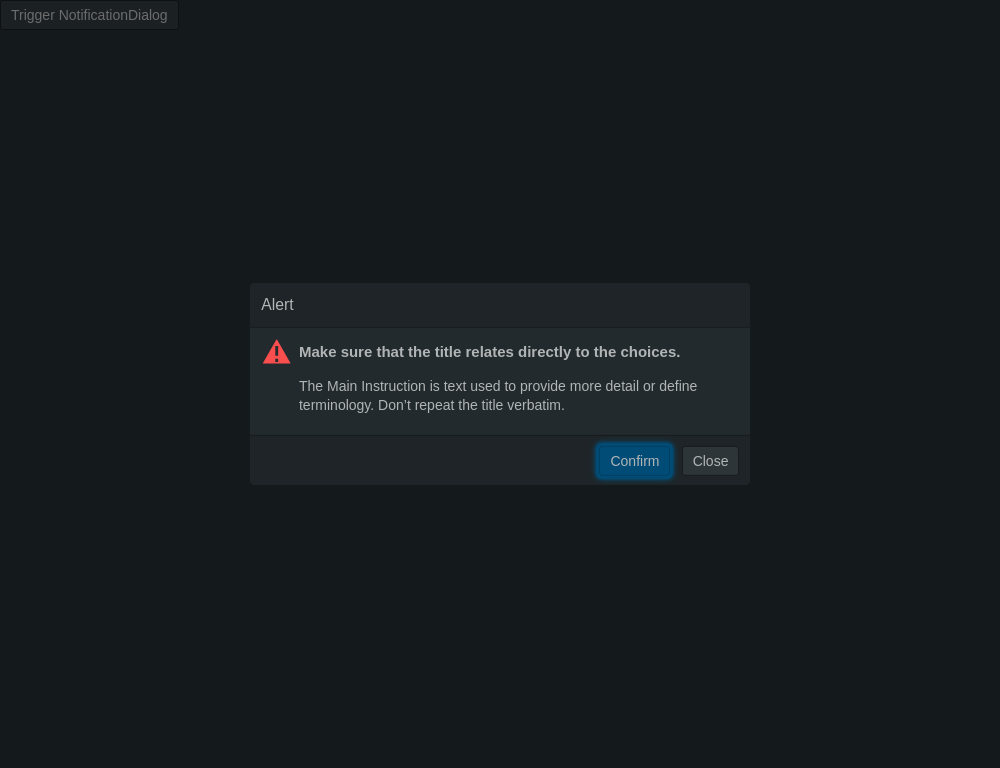 Trigger NotificationDialog
Alert
Make sure that the title relates directly to the choices.
The Main Instruction is text used to provide more detail or define
terminology. Don’t repeat the title verbatim.
Confirm Close